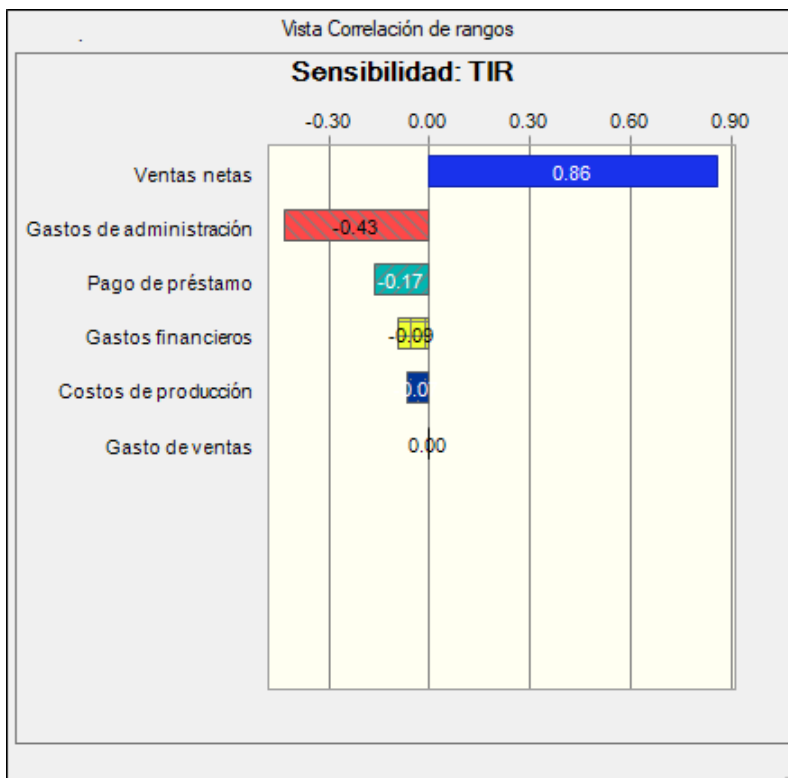 Vista Correlación de rangos
Sensibilidad: TIR
-0.30 0.00 0.30 0.60 0.90
Ventas netas 0.86
Gastos de administración -0.43
Pago de préstamo -0.17
Gastos financieros -0.09
Costos de producción
Gasto de ventas 0.00